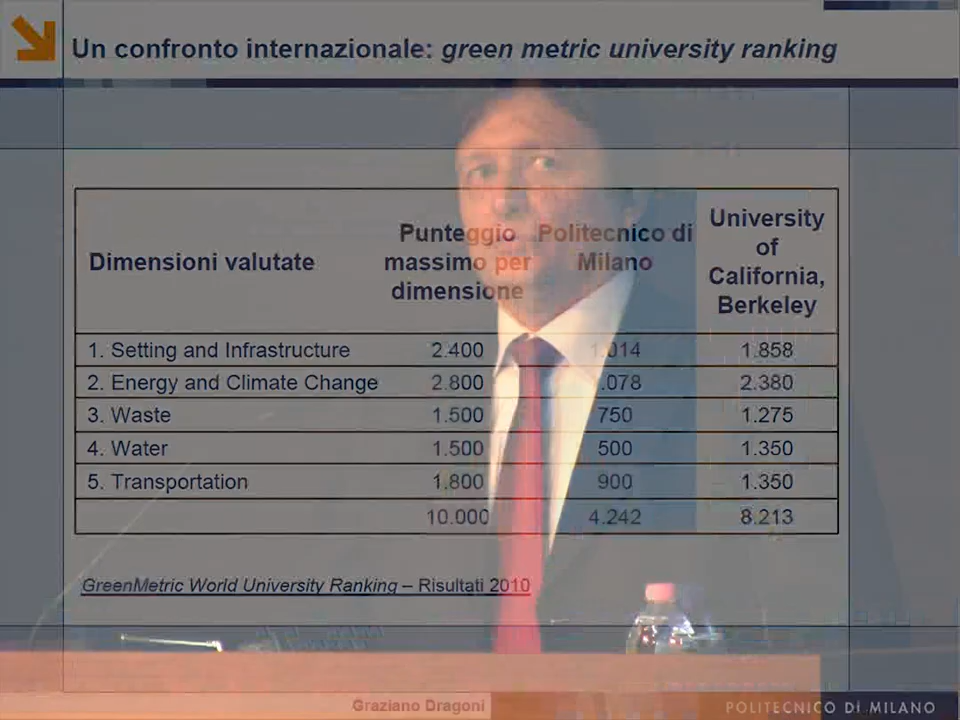 Un confronto internazionale: green metric university ranking
Dimensioni valutate
Punteggio massimo per dimensione
Politecnico di Milano
University of California, Berkeley
1. Setting and Infrastructure 2.400 1.014 1.858
2. Energy and Climate Change 2.800 .078 2.380
3. Waste 1.500 750 1.275
4. Water 1.500 500 1.350
5. Transportation 1.800 900 1.350
10.000 4.242 8.213
GreenMetric World University Ranking – Risultati 2010
Graziano Dragoni
POLITECNICO DI MILANO